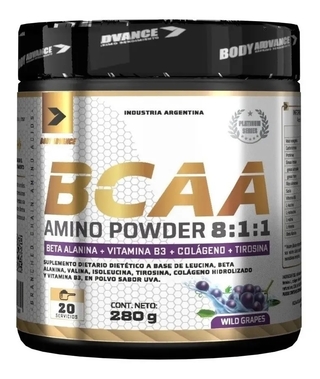 DVANCE
BODY ADVANCE
INDUSTRIA ARGENTINA
PLATINUM
SERIES
BODY ADVANCE
BCAA
AMINO POWDER 8:1:1
BETA ALANINA + VITAMINA B3 + COLÁGENO + TIROSINA
SUPLEMENTO DIETARIO DIETÉTICO A BASE DE LEUCINA, BETA
ALANINA, VALINA, ISOLEUCINA, TIROSINA, COLÁGENO HIDROLIZADO
Y VITAMINA B3, EN POLVO SABOR UVA.
20
SERVICIOS
CONT. NETO:
280 g
WILD GRAPES